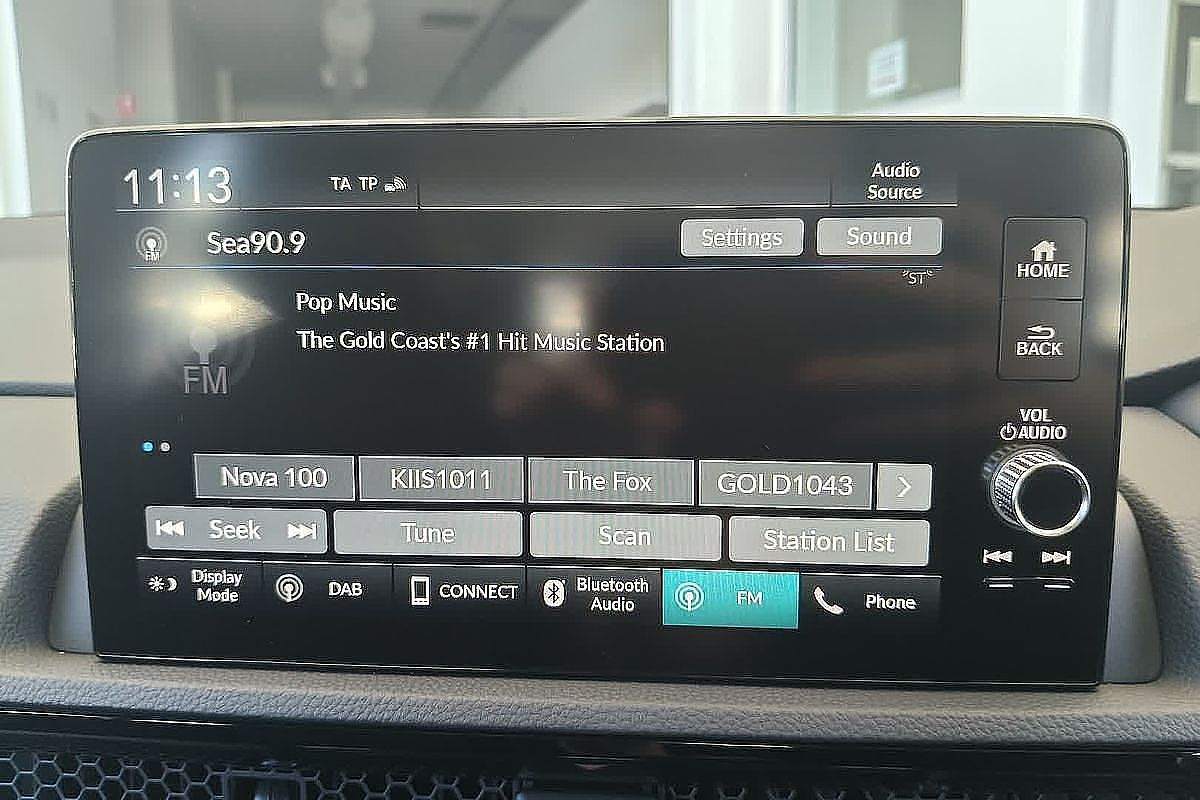 11:13
TA TP
Audio
Source
FM
Sea90.9
Settings
Sound
"ST"
HOME
Pop Music
The Gold Coast's #1 Hit Music Station
BACK
FM
VOL
AUDIO
Nova 100
KIIS1011
The Fox
GOLD1043
Seek
Tune
Scan
Station List
Display
Mode
DAB
CONNECT
Bluetooth
Audio
FM
Phone